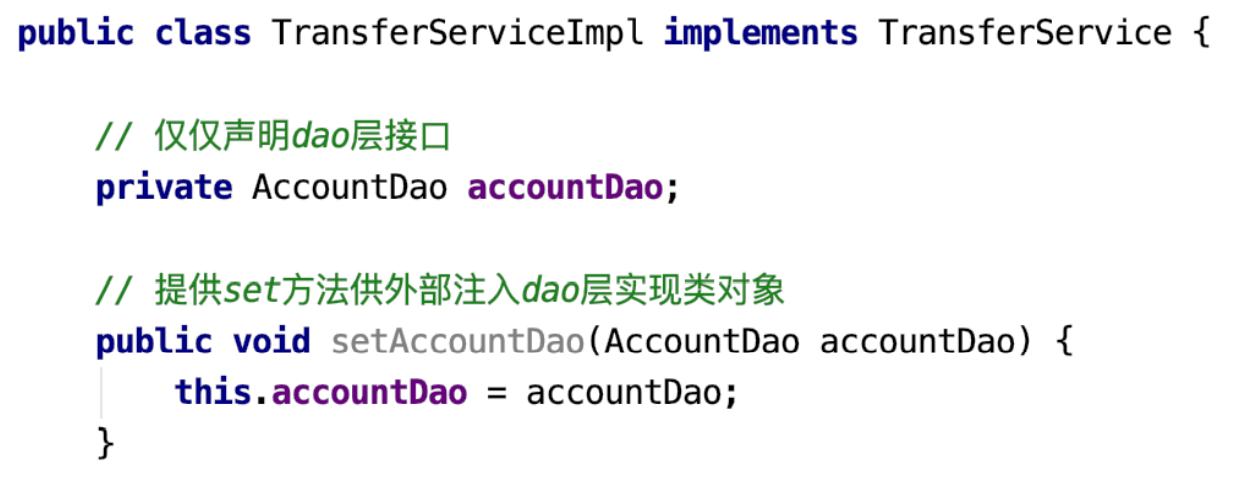 public class TransferServiceImpl implements TransferService {
// 仅仅声明dao层接口
private AccountDao accountDao;
// 提供set方法供外部注入dao层实现类对象
public void setAccountDao(AccountDao accountDao) {
this.accountDao = accountDao;
}